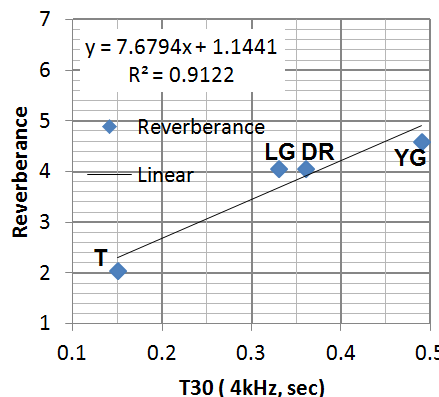 7
y = 7.6794x + 1.1441
R² = 0.9122
6
5
Reverberance
LG DR
YG
4
Linear
Reverberance
3
T
2
1
0.1 0.2 0.3 0.4 0.5
T30 ( 4kHz, sec)